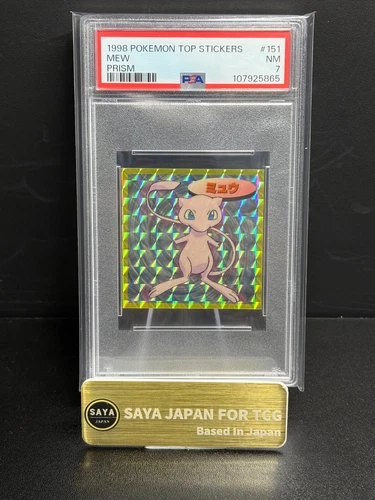 1998 POKEMON TOP STICKERS #151
MEW NM
PRISM 7
PSA 107925865
ミュウ
SAYA JAPAN
SAYA JAPAN FOR TCG
Based In Japan